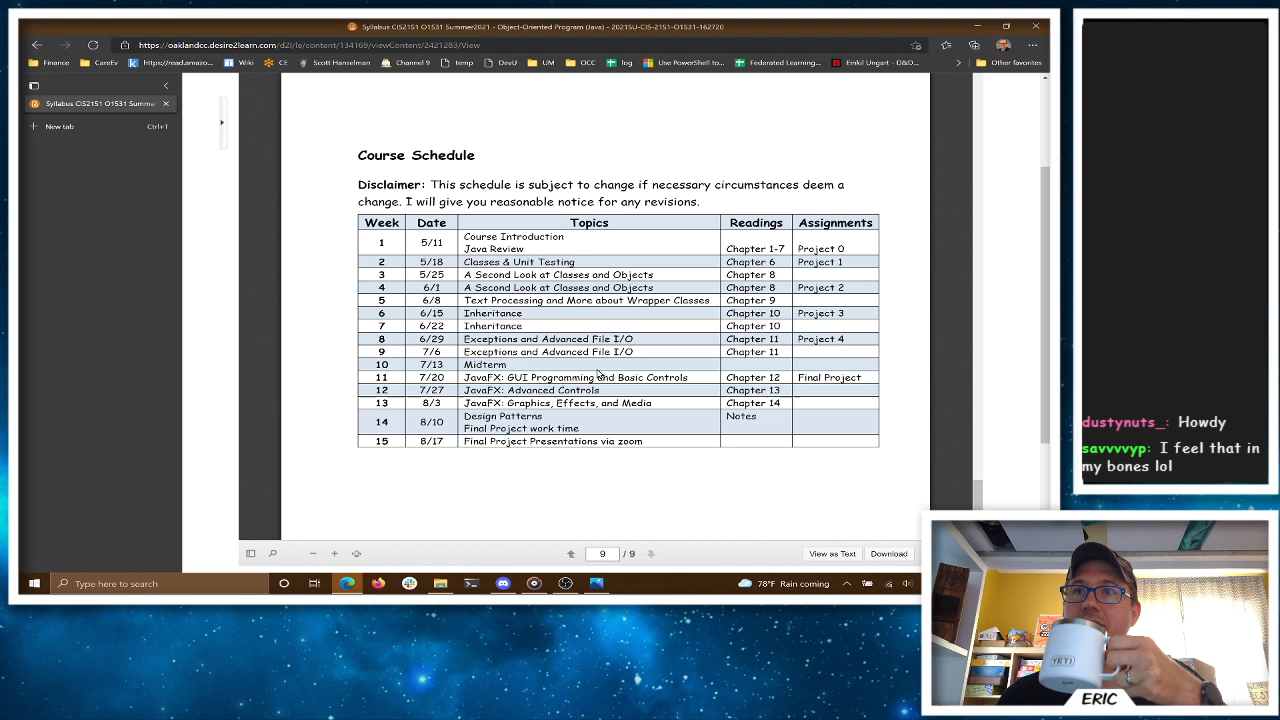 Syllabus CIS2151 O1531 Summer2021 - Object-Oriented Program (Java) - 2021SU-CIS-2151-O1531-162720
https://oaklandcc.desire2learn.com/d2l/le/content/134169/viewContent/2421283/View
Finance CareEv https://read.amazo... Wiki CE Scott Hanselman Channel 9 temp DevU UM OCC log Use PowerShell to... Federated Learning... Einkil Ungart - D&D... Other favorites
Syllabus CIS2151 O1531 Summe
New tab Ctrl+T
Course Schedule
Disclaimer: This schedule is subject to change if necessary circumstances deem a
change. I will give you reasonable notice for any revisions.
Week Date Topics Readings Assignments
1 5/11 Course Introduction
Java Review Chapter 1-7 Project 0
2 5/18 Classes & Unit Testing Chapter 6 Project 1
3 5/25 A Second Look at Classes and Objects Chapter 8
4 6/1 A Second Look at Classes and Objects Chapter 8 Project 2
5 6/8 Text Processing and More about Wrapper Classes Chapter 9
6 6/15 Inheritance Chapter 10 Project 3
7 6/22 Inheritance Chapter 10
8 6/29 Exceptions and Advanced File I/O Chapter 11 Project 4
9 7/6 Exceptions and Advanced File I/O Chapter 11
10 7/13 Midterm
11 7/20 JavaFX: GUI Programming and Basic Controls Chapter 12 Final Project
12 7/27 JavaFX: Advanced Controls Chapter 13
13 8/3 JavaFX: Graphics, Effects, and Media Chapter 14
14 8/10 Design Patterns Notes
Final Project work time
15 8/17 Final Project Presentations via zoom
9 / 9 View as Text Download
Type here to search 78°F Rain coming
dustynuts_: Howdy
savvvvyp: I feel that in
my bones lol
YETI
ERIC